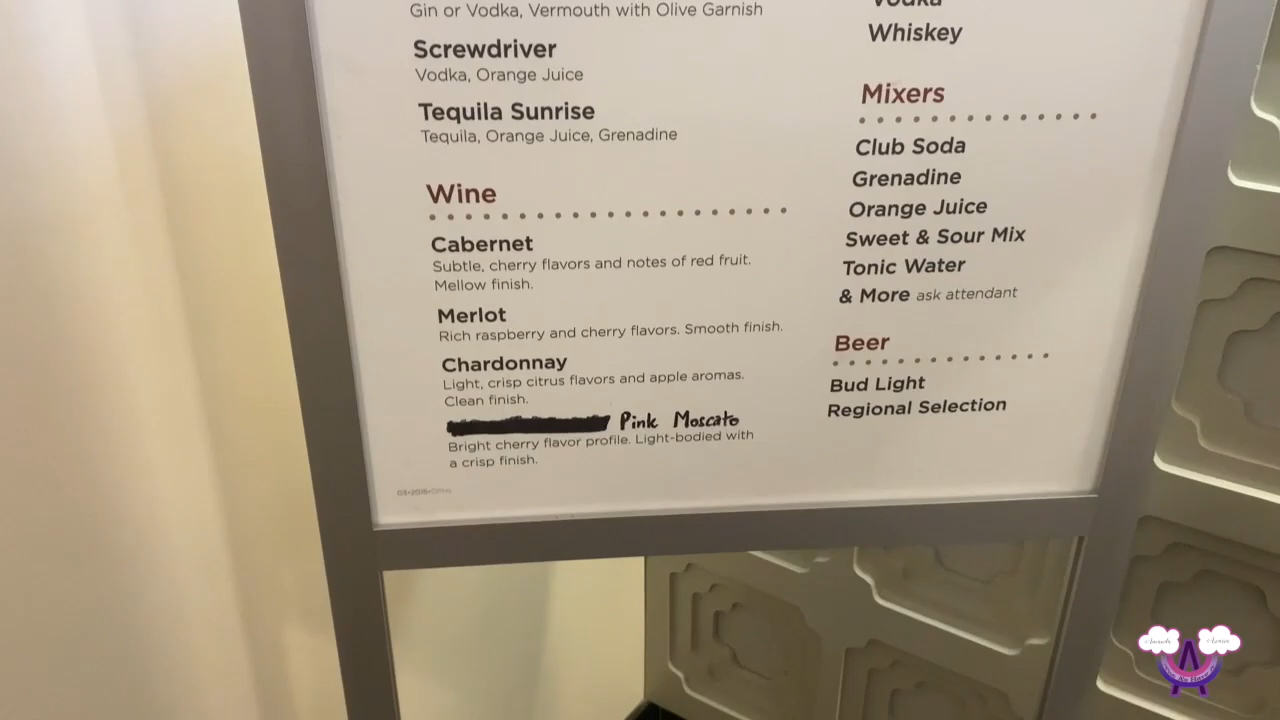 Gin or Vodka, Vermouth with Olive Garnish
Screwdriver
Vodka, Orange Juice
Tequila Sunrise
Tequila, Orange Juice, Grenadine
Wine
Cabernet
Subtle, cherry flavors and notes of red fruit.
Mellow finish.
Merlot
Rich raspberry and cherry flavors. Smooth finish.
Chardonnay
Light, crisp citrus flavors and apple aromas.
Clean finish.
Pink Moscato
Bright cherry flavor profile. Light-bodied with
a crisp finish.
Vodka
Whiskey
Mixers
Club Soda
Grenadine
Orange Juice
Sweet & Sour Mix
Tonic Water
& More ask attendant
Beer
Bud Light
Regional Selection